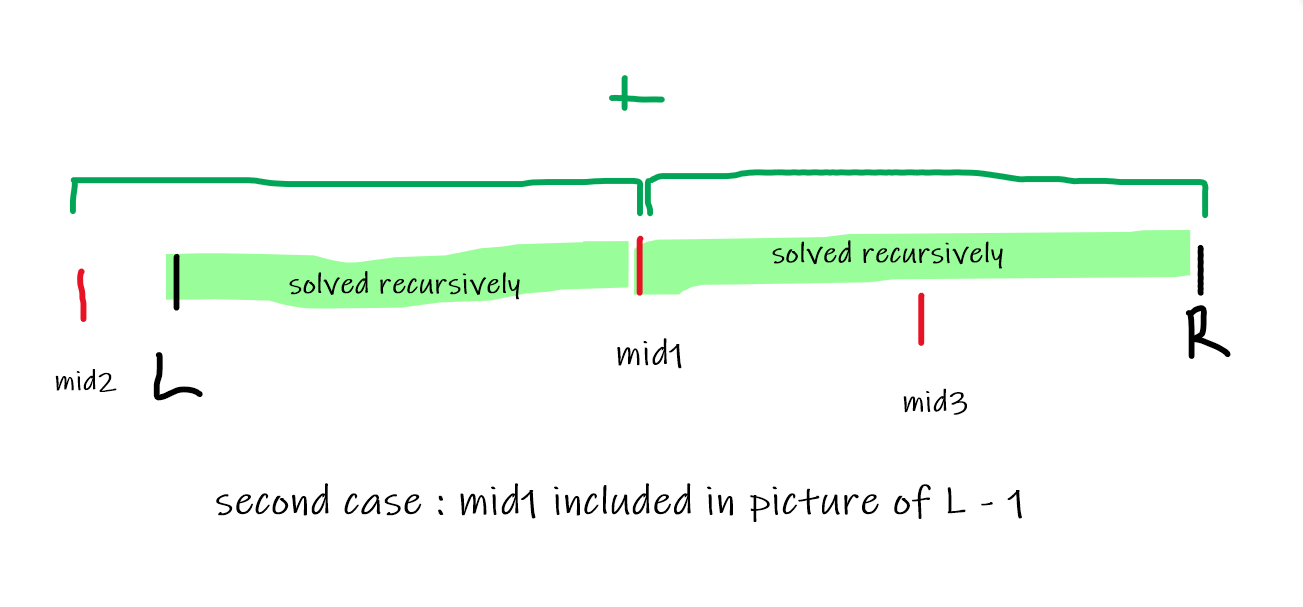 +
solved recursively
solved recursively
mid1
R
mid2
L
mid3
second case : mid1 included in picture of L - 1